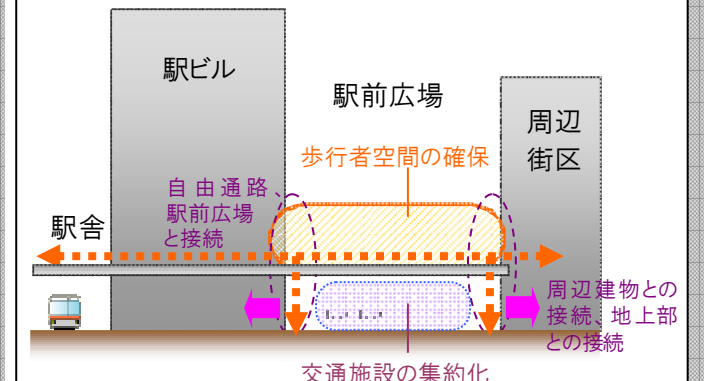 駅ビル
駅前広場
周辺
街区
歩行者空間の確保
自由通路、
駅前広場
と接続
駅舎
周辺建物との
接続、地上部
との接続
交通施設の集約化